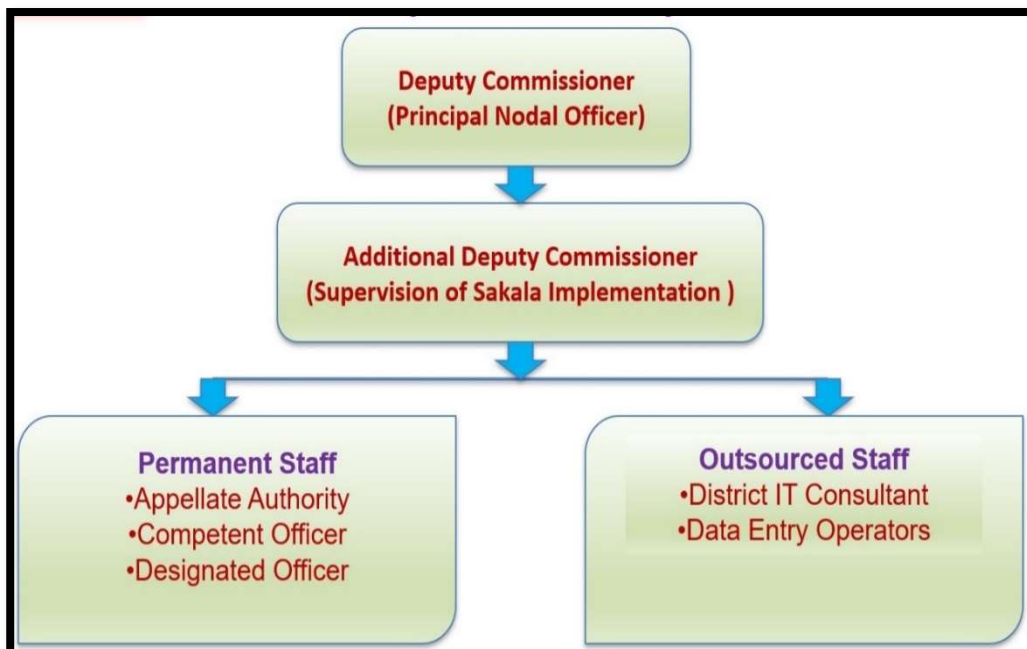 Deputy Commissioner
(Principal Nodal Officer)
Additional Deputy Commissioner
(Supervision of Sakala Implementation )
Permanent Staff
•Appellate Authority
•Competent Officer
•Designated Officer
Outsourced Staff
•District IT Consultant
•Data Entry Operators